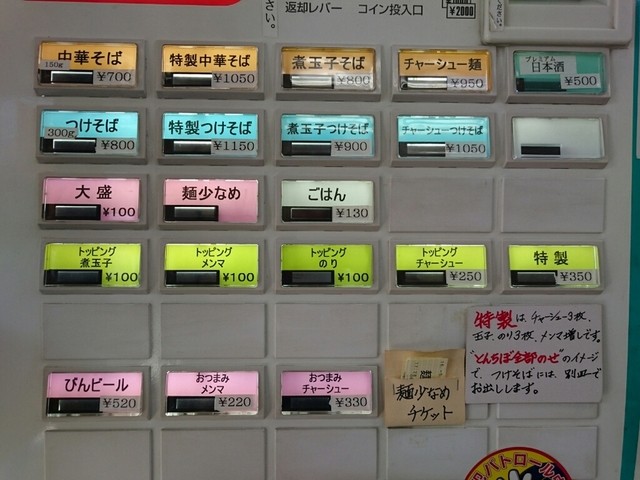 さい。
返却レバー コイン投入口
¥2000
中華そば
150g
¥700
特製中華そば
¥1050
煮玉子そば
¥800
チャーシュー麺
¥950
プレミアム
日本酒
¥500
つけそば
300g
¥800
特製つけそば
¥1150
煮玉子つけそば
¥900
チャーシューつけそば
¥1050
大盛
¥100
麺少なめ
ごはん
¥130
トッピング
煮玉子
¥100
トッピング
メンマ
¥100
トッピング
のり
¥100
トッピング
チャーシュー
¥250
特製
¥350
特製は、チャーシュー3枚、
玉子、のり3枚、メンマ増しです。
"とんちぼ全部のせ"のイメージ
で、つけそばには、別皿で
お出しします。
びんビール
¥520
おつまみ
メンマ
¥220
おつまみ
チャーシュー
¥330
麺少なめ
チケット
パトロール